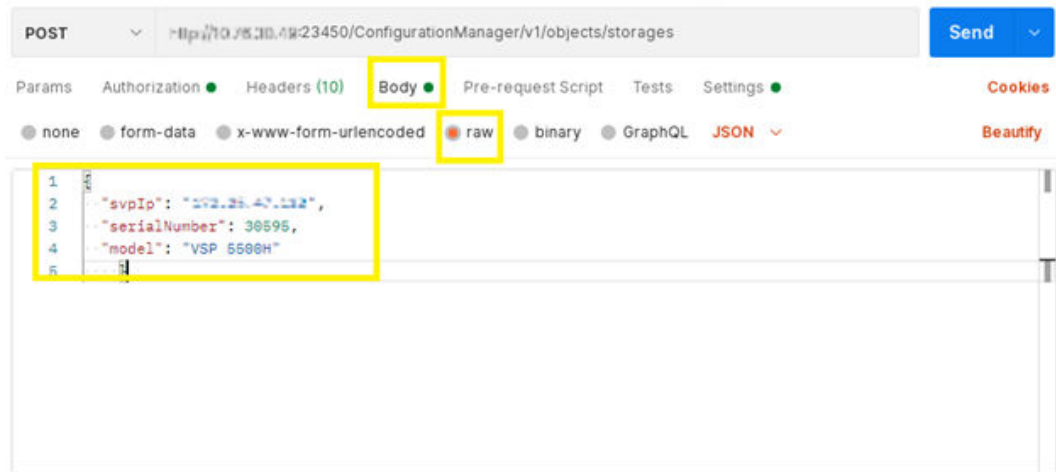 POST :23450/ConfigurationManager/v1/objects/storages Send
Params Authorization Headers (10) Body Pre-request Script Tests Settings Cookies
none form-data x-www-form-urlencoded raw binary GraphQL JSON Beautify
1 {
2 "svpIp": " ",
3 "serialNumber": 30595,
4 "model": "VSP 5500H"
5 }